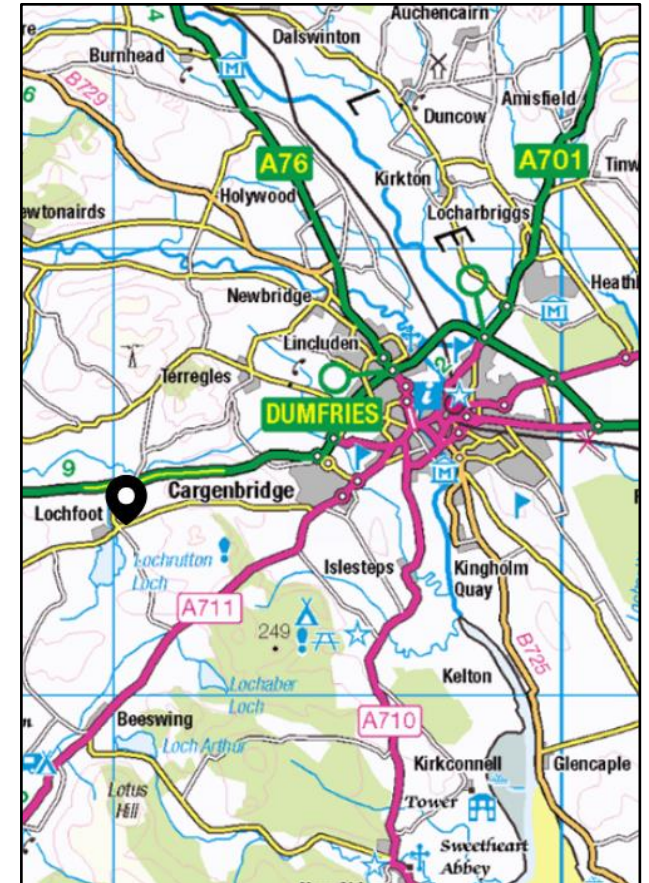 Auchencairn
Dalswinton
Burnhead
B729
Duncow
Amisfield
A76
A701
Kirkton
Tinw
Holywood
Locharbriggs
ewtonairds
Newbridge
Heath
Lincluden
Terregles
DUMFRIES
9
Cargenbridge
Lochfoot
Lochrutton
Loch
Islesteps
Kingholm
Quay
A711
249
B725
Lochaber
Loch
Kelton
Beeswing
A710
Loch Arthur
Kirkconnell
Glencaple
Lotus
Hill
Tower
Sweetheart
Abbey